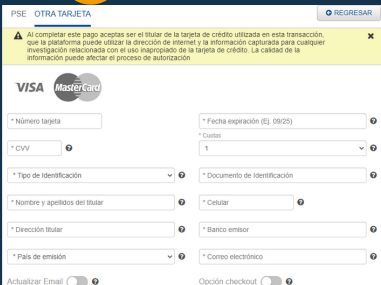 PSE OTRA TARJETA
REGRESAR
Al completar este pago aceptas ser el titular de la tarjeta de crédito utilizada en esta transacción,
que la plataforma puede utilizar la dirección de internet y la información capturada para cualquier
investigación relacionada con el uso inapropiado de la tarjeta de crédito. La calidad de la
información puede afectar el proceso de autorización
VISA MasterCard
* Número tarjeta
* Fecha expiración (Ej. 09/25)
* Cuotas
* CVV
1
* Tipo de Identificación
* Documento de Identificación
* Nombre y apellidos del titular
* Celular
* Dirección titular
* Banco emisor
* País de emisión
* Correo electrónico
Actualizar Email
Opción checkout